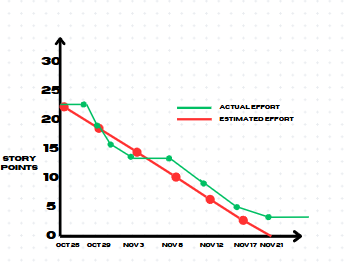 30
25
20
15
10
5
0
STORY
POINTS
ACTUAL EFFORT
ESTIMATED EFFORT
OCT 26 OCT 29 NOV 3 NOV 8 NOV 12 NOV 17 NOV 21